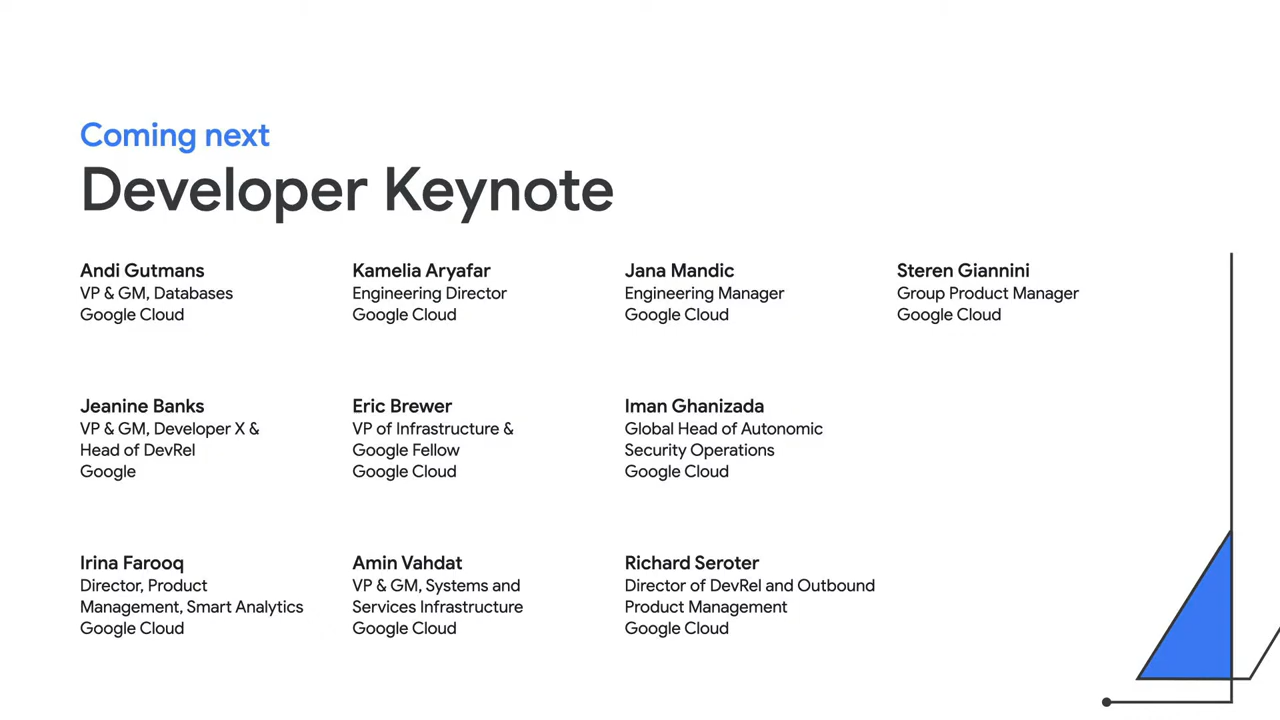 Coming next
Developer Keynote
Andi Gutmans
VP & GM, Databases
Google Cloud
Kamelia Aryafar
Engineering Director
Google Cloud
Jana Mandic
Engineering Manager
Google Cloud
Steren Giannini
Group Product Manager
Google Cloud
Jeanine Banks
VP & GM, Developer X &
Head of DevRel
Google
Eric Brewer
VP of Infrastructure &
Google Fellow
Google Cloud
Iman Ghanizada
Global Head of Autonomic
Security Operations
Google Cloud
Irina Farooq
Director, Product
Management, Smart Analytics
Google Cloud
Amin Vahdat
VP & GM, Systems and
Services Infrastructure
Google Cloud
Richard Seroter
Director of DevRel and Outbound
Product Management
Google Cloud